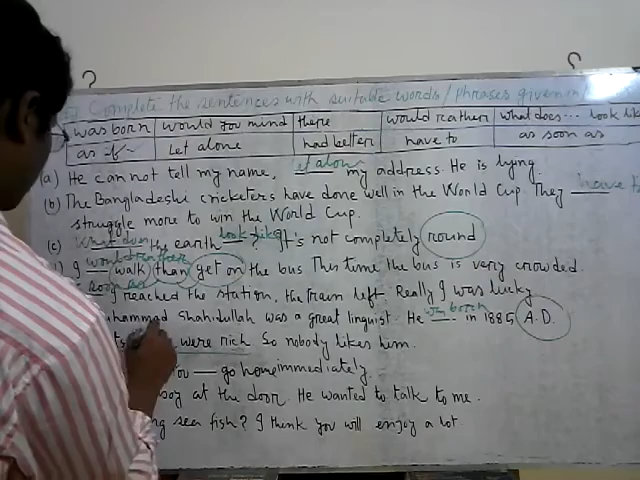 Complete the sentences with suitable words/phrases given in
was born would you mind there would rather what does... look like
as if let alone had better have to as soon as
(a) He can not tell my name, let alone my address. He is lying.
(b) The Bangladeshi cricketers have done well in the World Cup. They have to
struggle more to win the World Cup.
(c) What does the earth look like? It's not completely round
I would rather walk than get on the bus This time the bus is very crowded.
soon as I reached the station, the train left. Really I was lucky
Shahidullah was a great linguist. He was born in 1885 A.D.
were rich So nobody likes him.
go home immediately.
boy at the door. He wanted to talk to me.
sea fish? I think you will enjoy a lot.